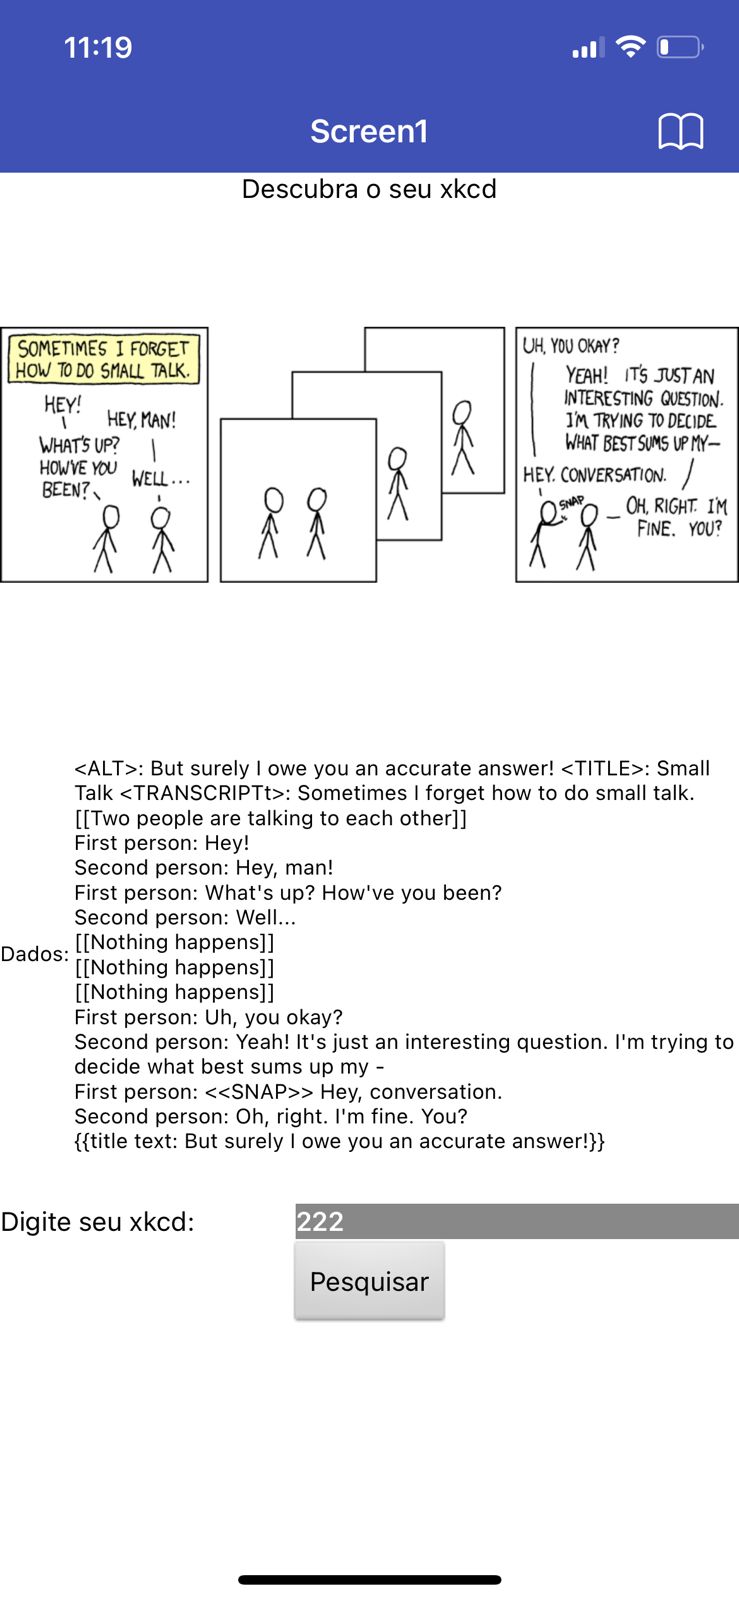 11:19
Screen1
Descubra o seu xkcd
SOMETIMES I FORGET
HOW TO DO SMALL TALK.
HEY!
HEY, MAN!
WHAT'S UP?
HOW'VE YOU
BEEN?
WELL...
UH, YOU OKAY?
YEAH! IT'S JUST AN
INTERESTING QUESTION.
I'M TRYING TO DECIDE
WHAT BEST SUMS UP MY—
HEY. CONVERSATION.
SNAP
OH, RIGHT. I'M
FINE. YOU?
Dados:
<ALT>: But surely I owe you an accurate answer! <TITLE>: Small
Talk <TRANSCRIPTt>: Sometimes I forget how to do small talk.
[[Two people are talking to each other]]
First person: Hey!
Second person: Hey, man!
First person: What's up? How've you been?
Second person: Well...
[[Nothing happens]]
[[Nothing happens]]
[[Nothing happens]]
First person: Uh, you okay?
Second person: Yeah! It's just an interesting question. I'm trying to
decide what best sums up my -
First person: <<SNAP>> Hey, conversation.
Second person: Oh, right. I'm fine. You?
{{title text: But surely I owe you an accurate answer!}}
Digite seu xkcd:
222
Pesquisar